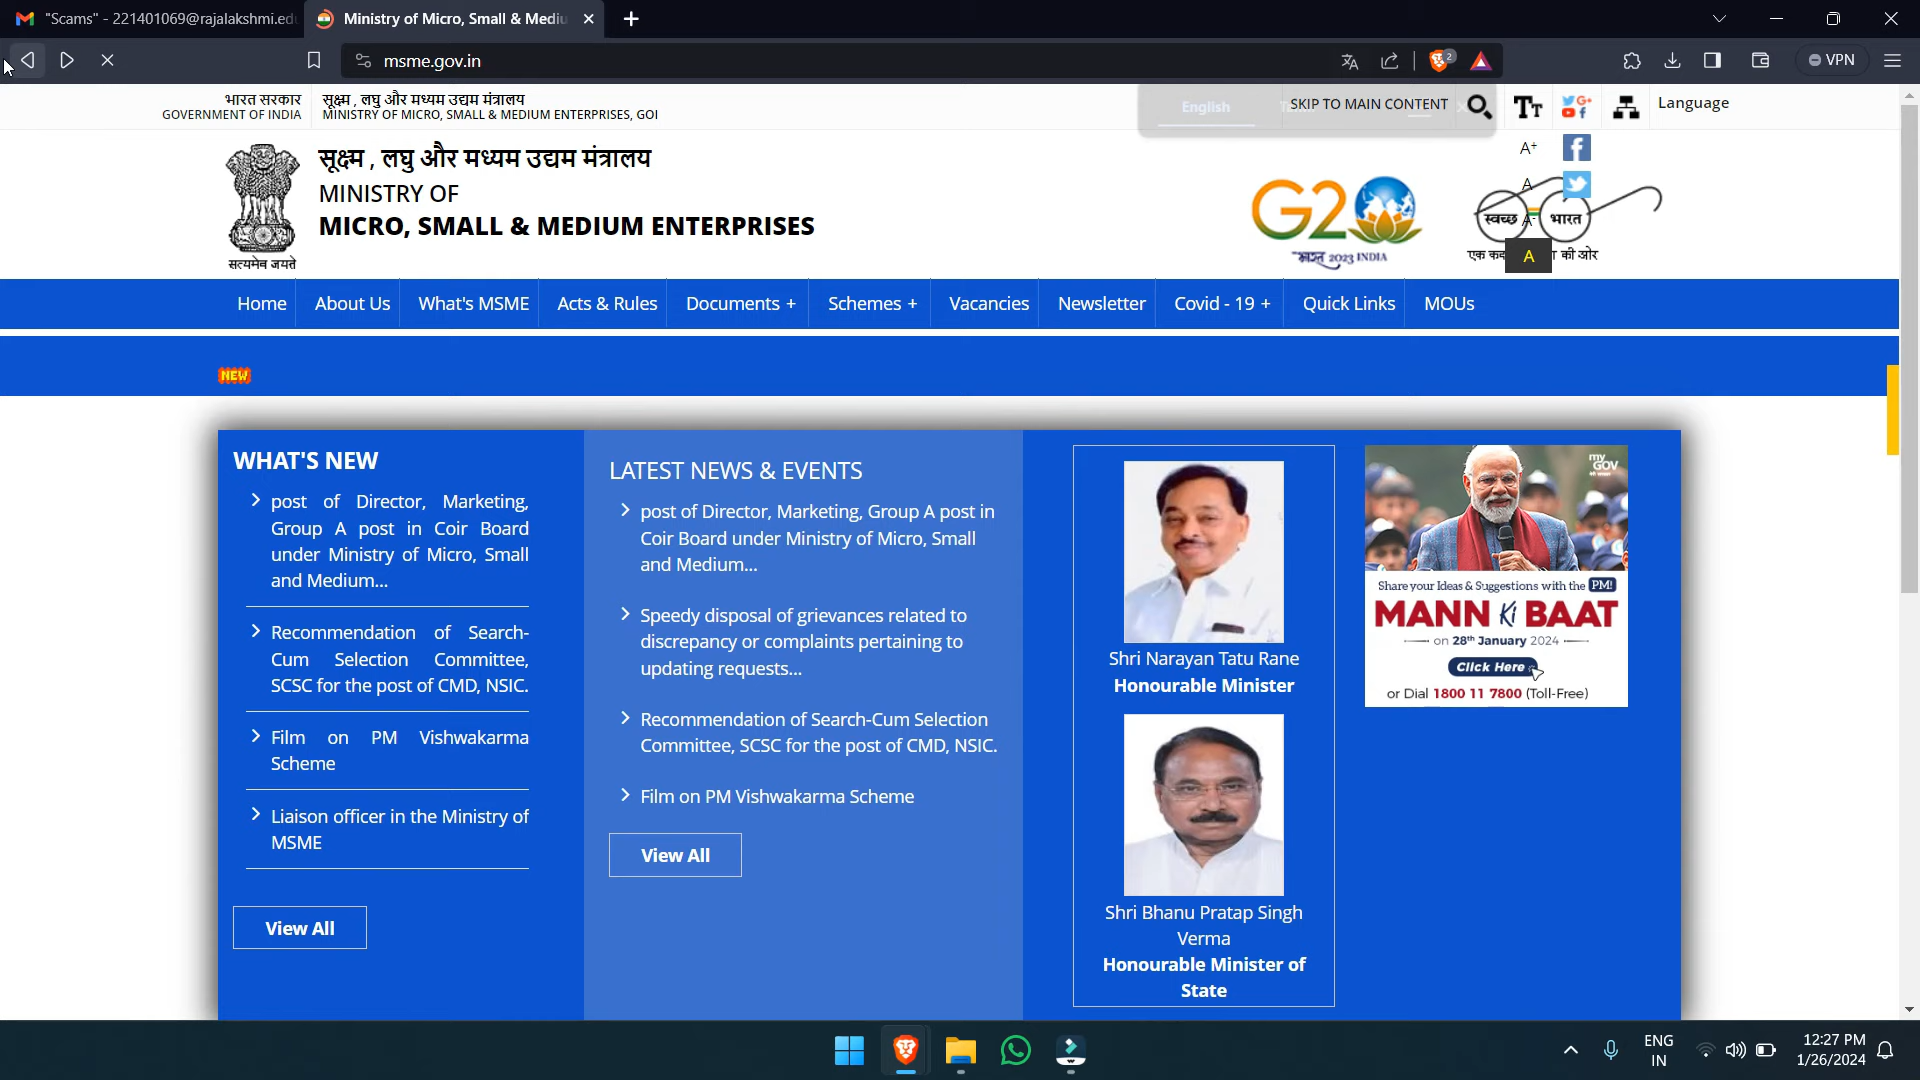 "Scams" - 221401069@rajalakshmi.edu
Ministry of Micro, Small & Mediu
msme.gov.in
2
VPN
भारत सरकार
GOVERNMENT OF INDIA
सूक्ष्म , लघु और मध्यम उद्यम मंत्रालय
MINISTRY OF MICRO, SMALL & MEDIUM ENTERPRISES, GOI
English
SKIP TO MAIN CONTENT
Language
सूक्ष्म , लघु और मध्यम उद्यम मंत्रालय
MINISTRY OF
MICRO, SMALL & MEDIUM ENTERPRISES
सत्यमेव जयते
G20
भारत 2023 INDIA
A+
A
A-
A
स्वच्छ भारत
की ओर
Home
About Us
What's MSME
Acts & Rules
Documents +
Schemes +
Vacancies
Newsletter
Covid - 19 +
Quick Links
MOUs
NEW
WHAT'S NEW
post of Director, Marketing,
Group A post in Coir Board
under Ministry of Micro, Small
and Medium...
Recommendation of Search-
Cum Selection Committee,
SCSC for the post of CMD, NSIC.
Film on PM Vishwakarma
Scheme
Liaison officer in the Ministry of
MSME
View All
LATEST NEWS & EVENTS
post of Director, Marketing, Group A post in
Coir Board under Ministry of Micro, Small
and Medium...
Speedy disposal of grievances related to
discrepancy or complaints pertaining to
updating requests...
Recommendation of Search-Cum Selection
Committee, SCSC for the post of CMD, NSIC.
Film on PM Vishwakarma Scheme
View All
Shri Narayan Tatu Rane
Honourable Minister
Shri Bhanu Pratap Singh
Verma
Honourable Minister of
State
my
GOV
Share your Ideas & Suggestions with the PM!
MANN Ki BAAT
on 28th January 2024
Click Here
or Dial 1800 11 7800 (Toll-Free)
ENG
IN
12:27 PM
1/26/2024